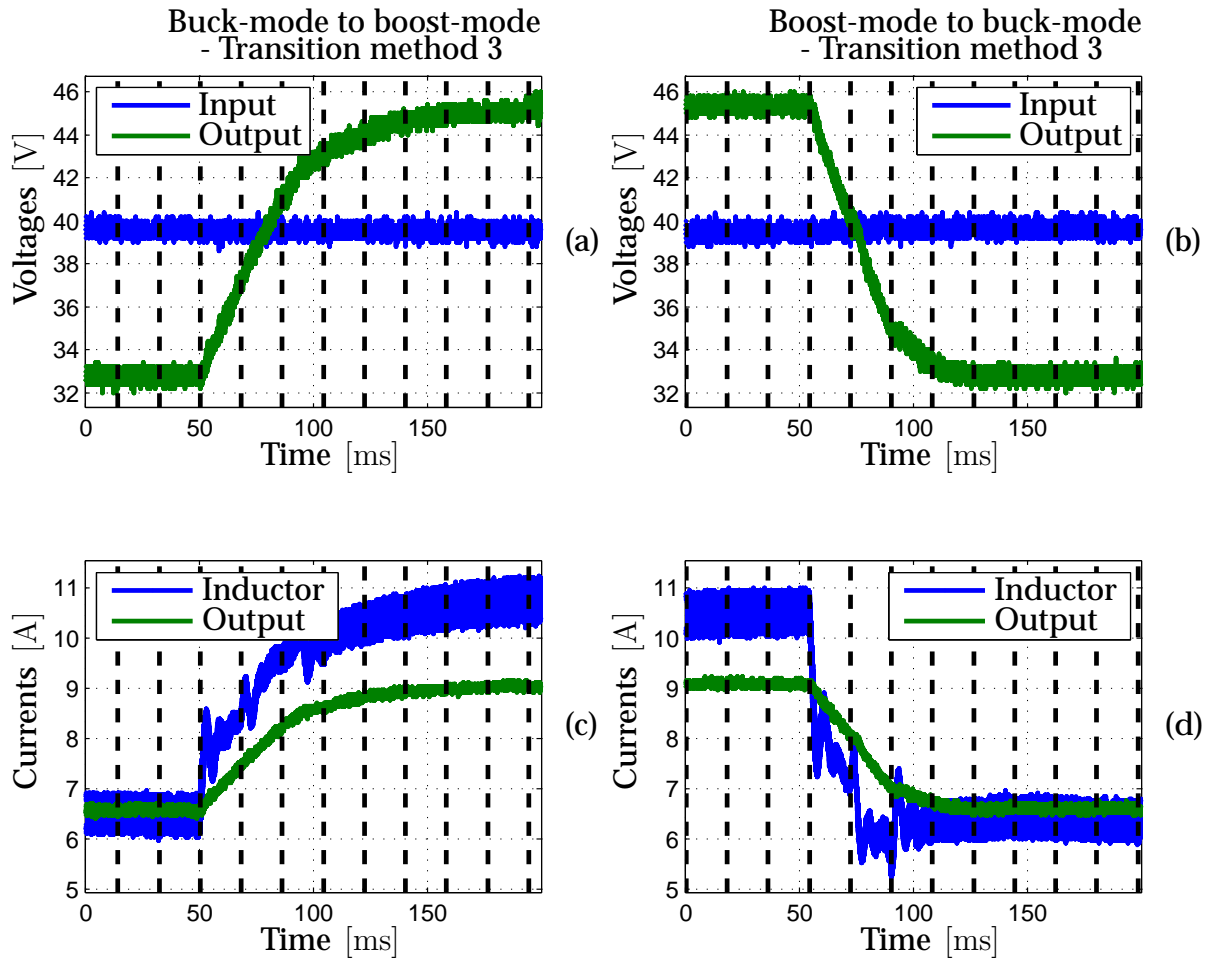 Buck-mode to boost-mode
- Transition method 3
Input
Output
Voltages [V]
46
44
42
40
38
36
34
32
0
50
100
150
Time [ms]
(a)
Boost-mode to buck-mode
- Transition method 3
Input
Output
Voltages [V]
46
44
42
40
38
36
34
32
0
50
100
150
Time [ms]
(b)
Inductor
Output
Currents [A]
11
10
9
8
7
6
5
0
50
100
150
Time [ms]
(c)
Inductor
Output
Currents [A]
11
10
9
8
7
6
5
0
50
100
150
Time [ms]
(d)